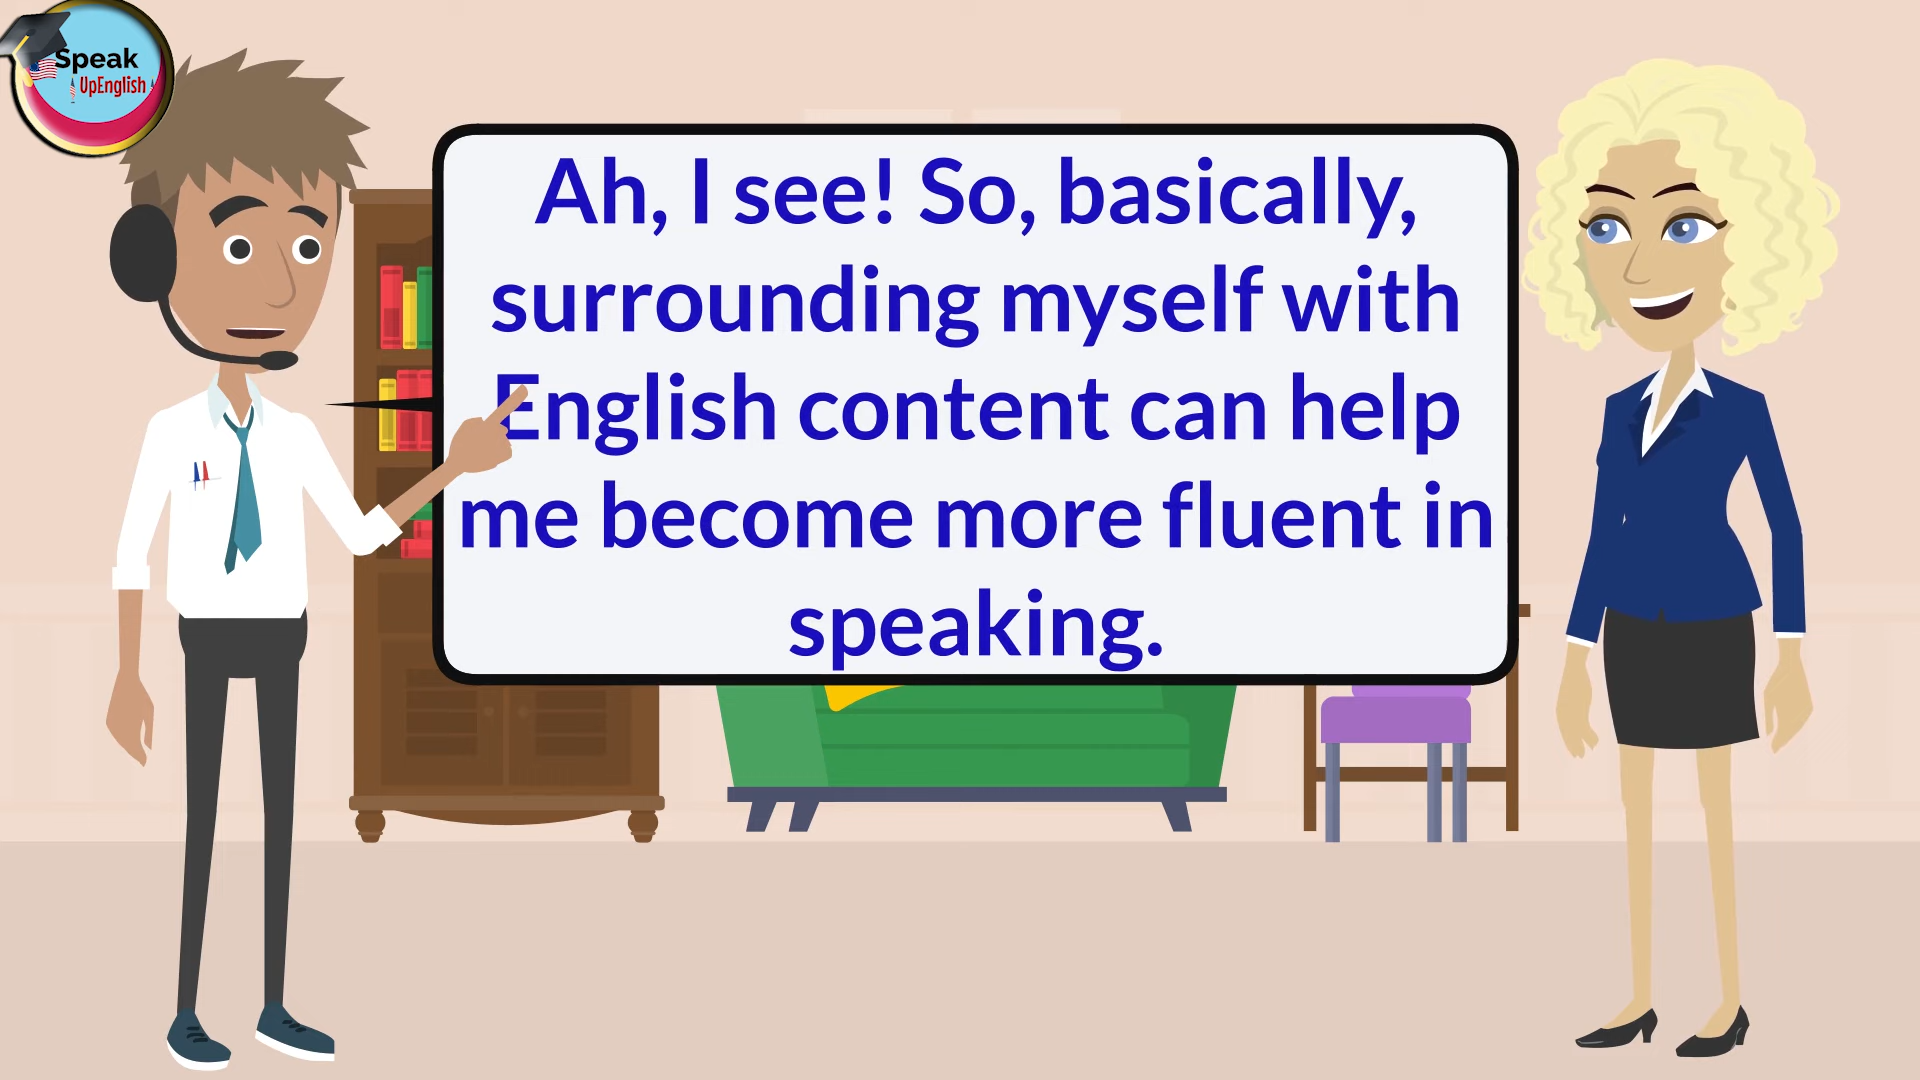 Speak
UpEnglish
Ah, I see! So, basically,
surrounding myself with
English content can help
me become more fluent in
speaking.